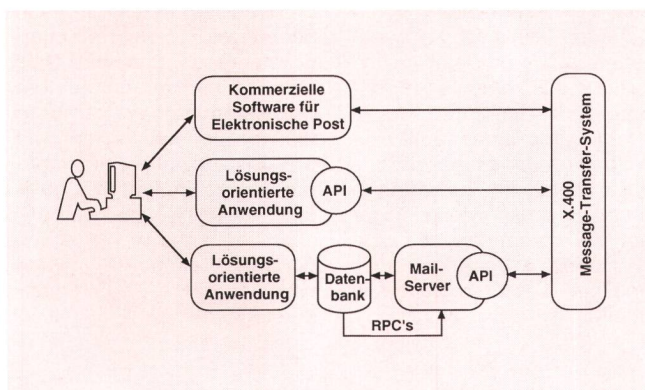 Kommerzielle
Software für
Elektronische Post
Lösungs-
orientierte
Anwendung
API
Lösungs-
orientierte
Anwendung
Daten-
bank
Mail-
Server
API
RPC's
X.400
Message-Transfer-System